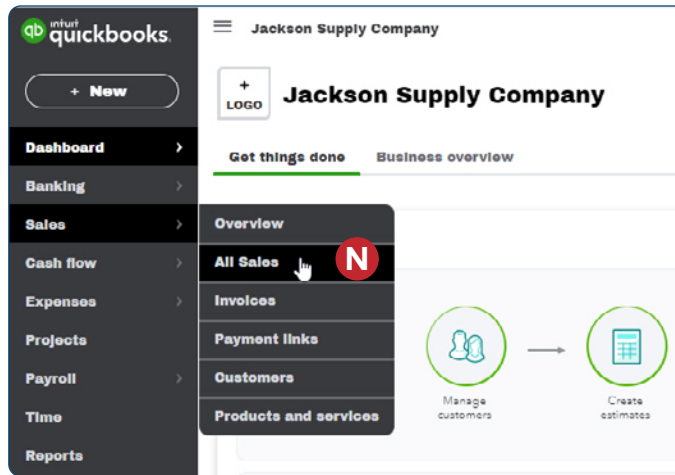 intuit
qb quickbooks.
Jackson Supply Company
+ New
+
LOGO
Jackson Supply Company
Dashboard
Get things done
Business overview
Banking
Sales
Overview
Cash flow
All Sales
N
Expenses
Invoices
Projects
Payment links
Payroll
Customers
Time
Products and services
Reports
Manage
customers
Create
estimates